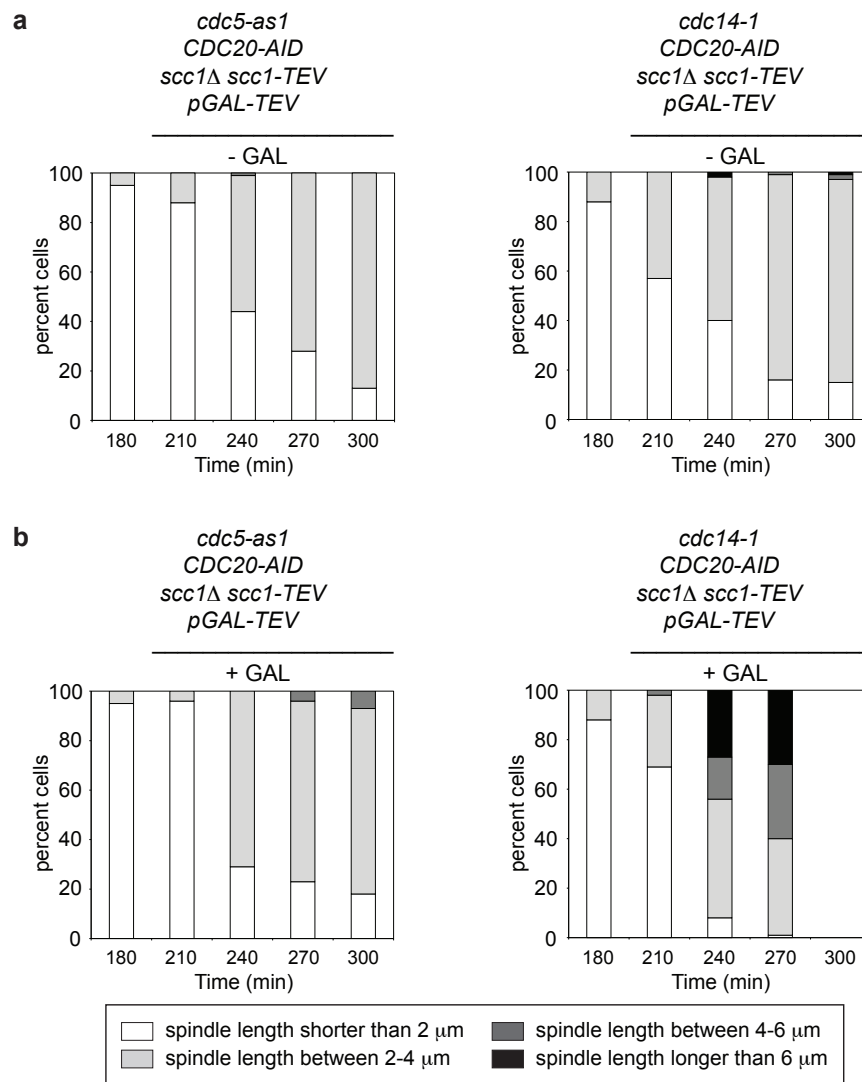 a
cdc5-as1
CDC20-AID
scc1Δ scc1-TEV
pGAL-TEV
- GAL
percent cells
100
80
60
40
20
0
180 210 240 270 300
Time (min)
cdc14-1
CDC20-AID
scc1Δ scc1-TEV
pGAL-TEV
- GAL
percent cells
100
80
60
40
20
0
180 210 240 270 300
Time (min)
b
cdc5-as1
CDC20-AID
scc1Δ scc1-TEV
pGAL-TEV
+ GAL
percent cells
100
80
60
40
20
0
180 210 240 270 300
Time (min)
cdc14-1
CDC20-AID
scc1Δ scc1-TEV
pGAL-TEV
+ GAL
percent cells
100
80
60
40
20
0
180 210 240 270 300
Time (min)
spindle length shorter than 2 μm
spindle length between 2-4 μm
spindle length between 4-6 μm
spindle length longer than 6 μm